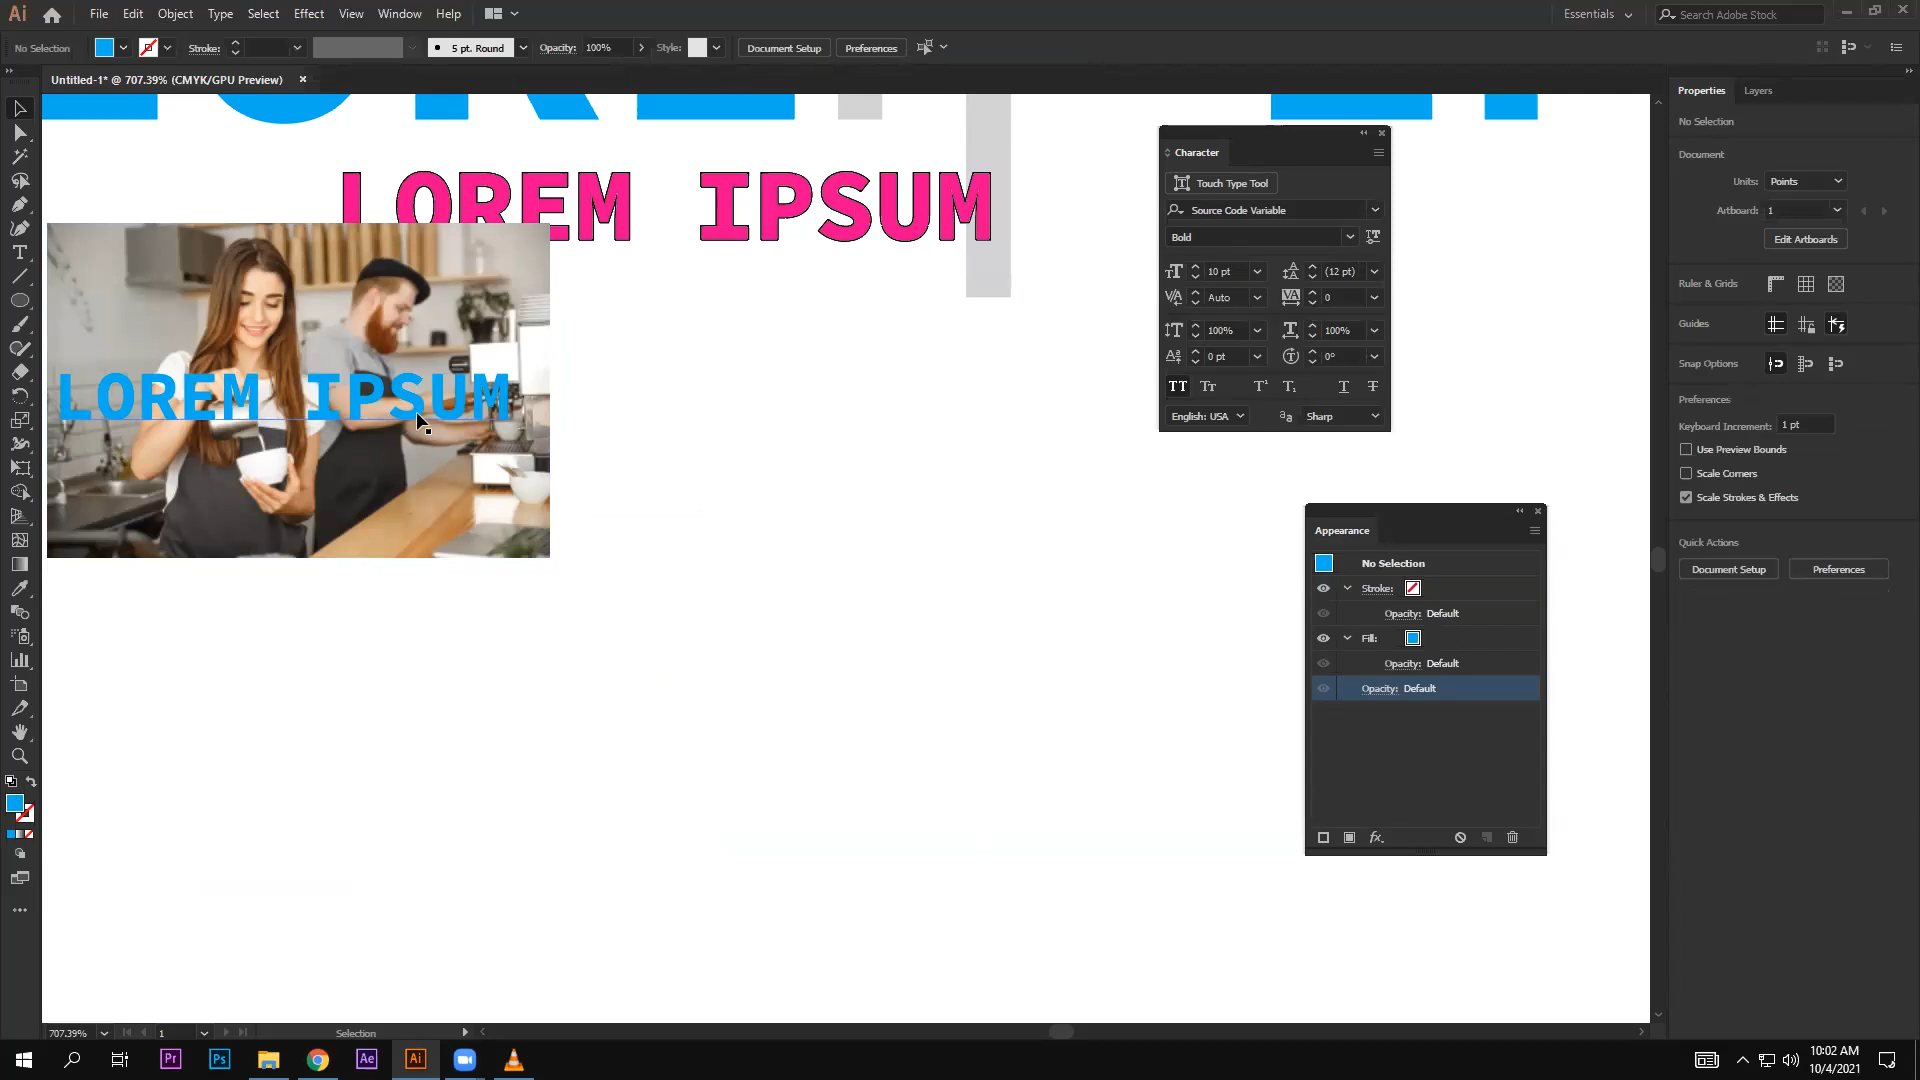 Ai File Edit Object Type Select Effect View Window Help Essentials Search Adobe Stock
No Selection Stroke: 5 pt. Round Opacity: 100% Style: Document Setup Preferences
Untitled-1* @ 707.39% (CMYK/GPU Preview)
LOREM IPSUM
LOREM IPSUM
Character
Touch Type Tool
Source Code Variable
Bold
10 pt (12 pt)
Auto 0
100% 100%
0 pt 0°
English: USA Sharp
Appearance
No Selection
Stroke:
Opacity: Default
Fill:
Opacity: Default
Opacity: Default
fx.
Properties Layers
No Selection
Document
Units: Points
Artboard: 1
Edit Artboards
Ruler & Grids
Guides
Snap Options
Preferences
Keyboard Increment: 1 pt
Use Preview Bounds
Scale Corners
Scale Strokes & Effects
Quick Actions
Document Setup Preferences
707.39% 1 Selection
Pr Ps Ae Ai
10:02 AM
10/4/2021